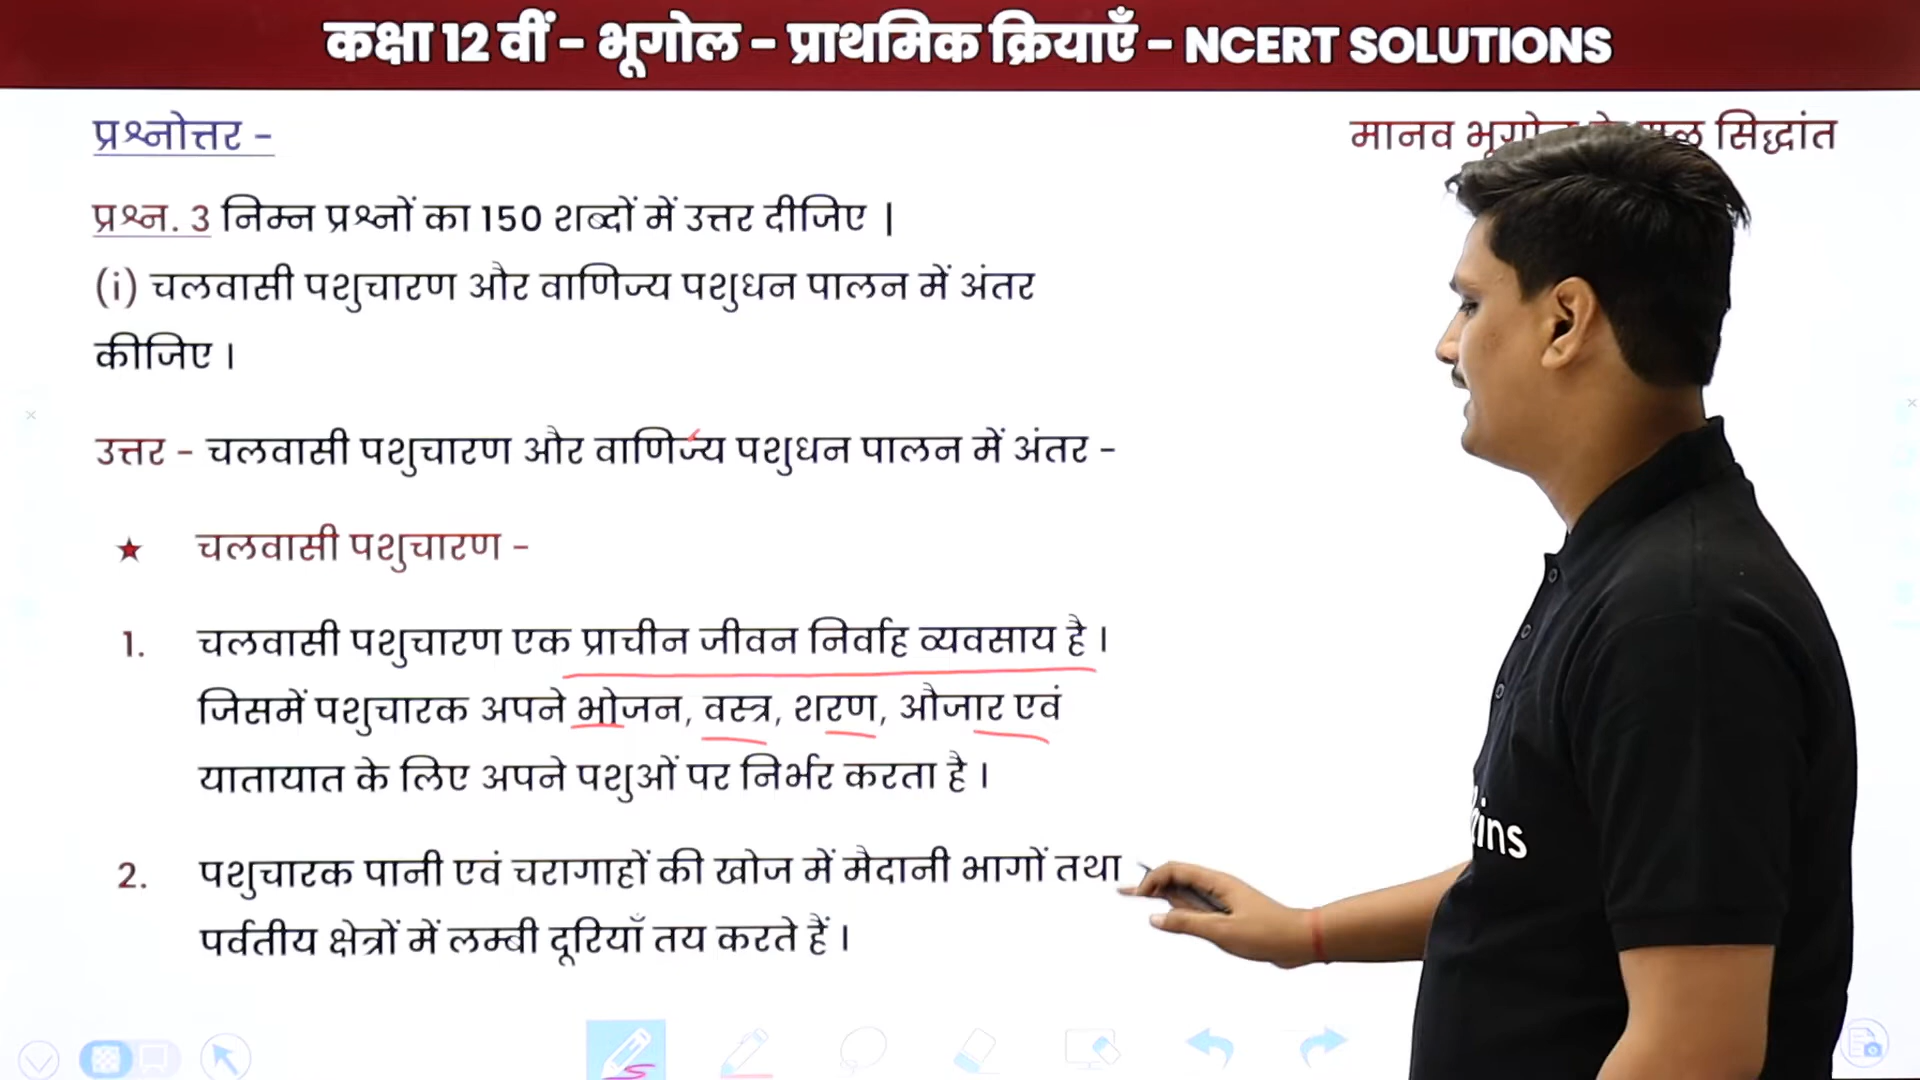 कक्षा 12 वीं – भूगोल – प्राथमिक क्रियाएँ – NCERT SOLUTIONS
प्रश्नोत्तर –
मानव सिद्धांत
प्रश्न. 3 निम्न प्रश्नों का 150 शब्दों में उत्तर दीजिए |
(i) चलवासी पशुचारण और वाणिज्य पशुधन पालन में अंतर
कीजिए ।
उत्तर – चलवासी पशुचारण और वाणिज्य पशुधन पालन में अंतर –
★ चलवासी पशुचारण –
1. चलवासी पशुचारण एक प्राचीन जीवन निर्वाह व्यवसाय है ।
जिसमें पशुचारक अपने भोजन, वस्त्र, शरण, औजार एवं
यातायात के लिए अपने पशुओं पर निर्भर करता है ।
2. पशुचारक पानी एवं चरागाहों की खोज में मैदानी भागों तथा
पर्वतीय क्षेत्रों में लम्बी दूरियाँ तय करते हैं ।